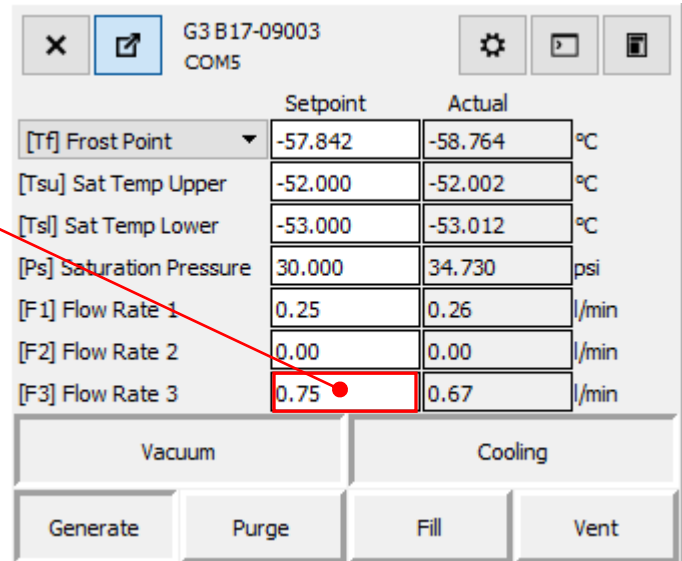 G3 B17-09003
COM5
Setpoint Actual
[Tf] Frost Point -57.842 -58.764 ºC
[Tsu] Sat Temp Upper -52.000 -52.002 ºC
[Tsl] Sat Temp Lower -53.000 -53.012 ºC
[Ps] Saturation Pressure 30.000 34.730 psi
[F1] Flow Rate 1 0.25 0.26 l/min
[F2] Flow Rate 2 0.00 0.00 l/min
[F3] Flow Rate 3 0.75 0.67 l/min
Vacuum Cooling
Generate Purge Fill Vent